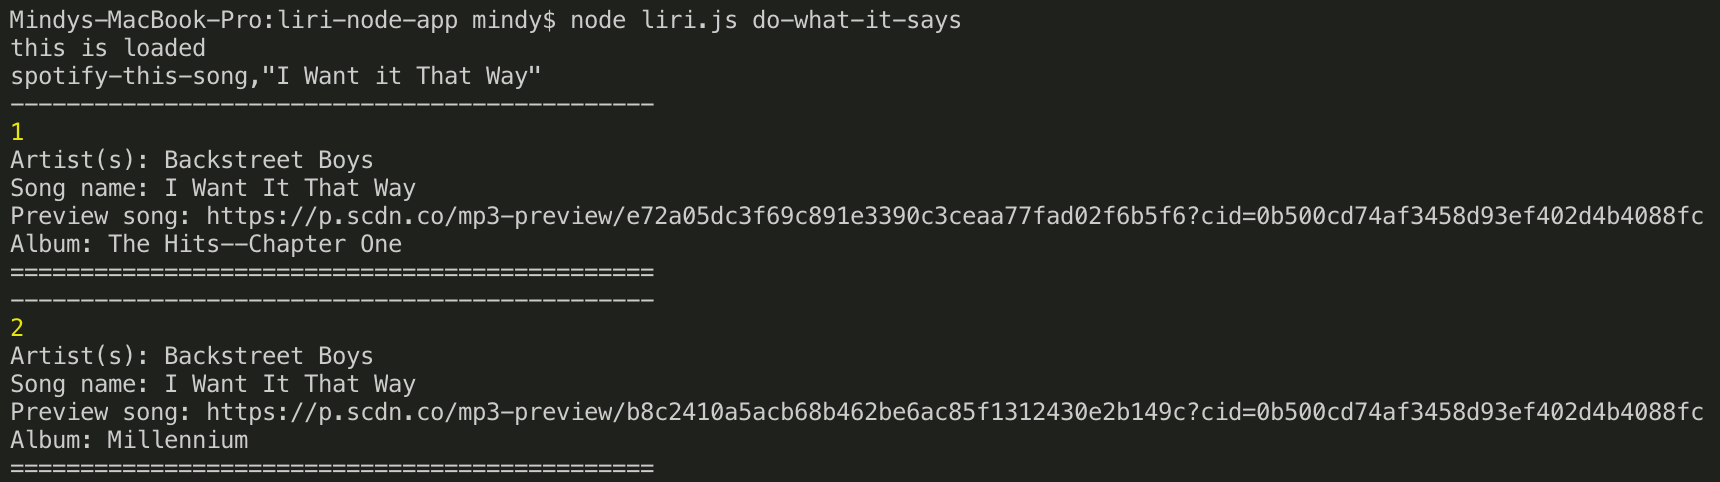 Mindys-MacBook-Pro:liri-node-app mindy$ node liri.js do-what-it-says
this is loaded
spotify-this-song,"I Want it That Way"
----------------------------------------------
1
Artist(s): Backstreet Boys
Song name: I Want It That Way
Preview song: https://p.scdn.co/mp3-preview/e72a05dc3f69c891e3390c3ceaa77fad02f6b5f6?cid=0b500cd74af3458d93ef402d4b4088fc
Album: The Hits--Chapter One
==============================================
----------------------------------------------
2
Artist(s): Backstreet Boys
Song name: I Want It That Way
Preview song: https://p.scdn.co/mp3-preview/b8c2410a5acb68b462be6ac85f1312430e2b149c?cid=0b500cd74af3458d93ef402d4b4088fc
Album: Millennium
==============================================